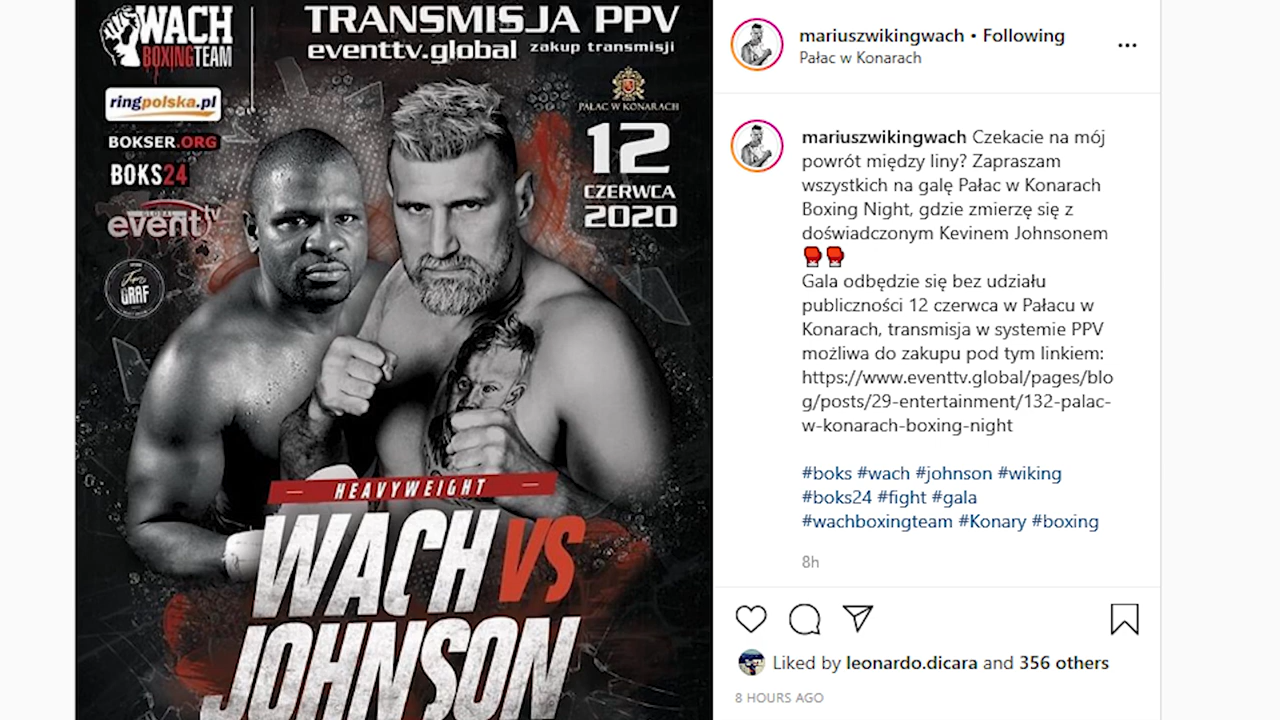 WACH
BOXINGTEAM
TRANSMISJA PPV
eventtv.global zakup transmisji
ringpolska.pl
BOKSER.ORG
BOKS24
GLOBAL
event tv
GRAF
PAŁAC W KONARACH
12
CZERWCA
2020
HEAVYWEIGHT
WACH VS
JOHNSON
mariuszwikingwach • Following
Pałac w Konarach
mariuszwikingwach Czekacie na mój
powrót między liny? Zapraszam
wszystkich na galę Pałac w Konarach
Boxing Night, gdzie zmierzę się z
doświadczonym Kevinem Johnsonem
🥊🥊
Gala odbędzie się bez udziału
publiczności 12 czerwca w Pałacu w
Konarach, transmisja w systemie PPV
możliwa do zakupu pod tym linkiem:
https://www.eventtv.global/pages/blo
g/posts/29-entertainment/132-palac-
w-konarach-boxing-night
#boks #wach #johnson #wiking
#boks24 #fight #gala
#wachboxingteam #Konary #boxing
8h
Liked by leonardo.dicara and 356 others
8 HOURS AGO